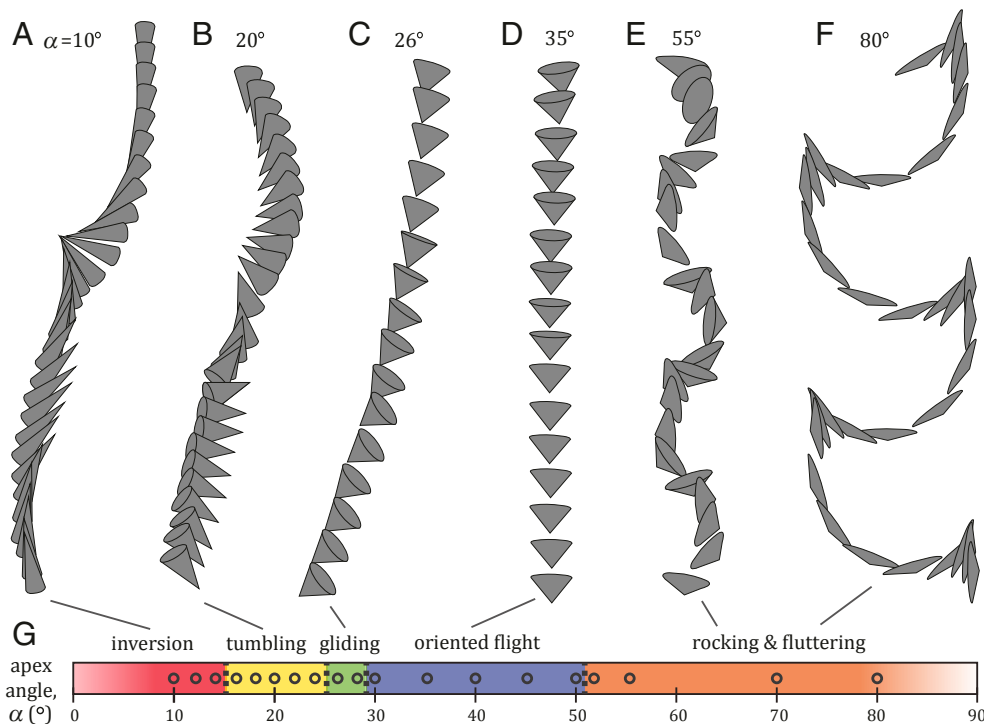 A α =10° B 20° C 26° D 35° E 55° F 80°
G
inversion tumbling gliding oriented flight rocking & fluttering
apex
angle,
α (°)
0 10 20 30 40 50 60 70 80 90